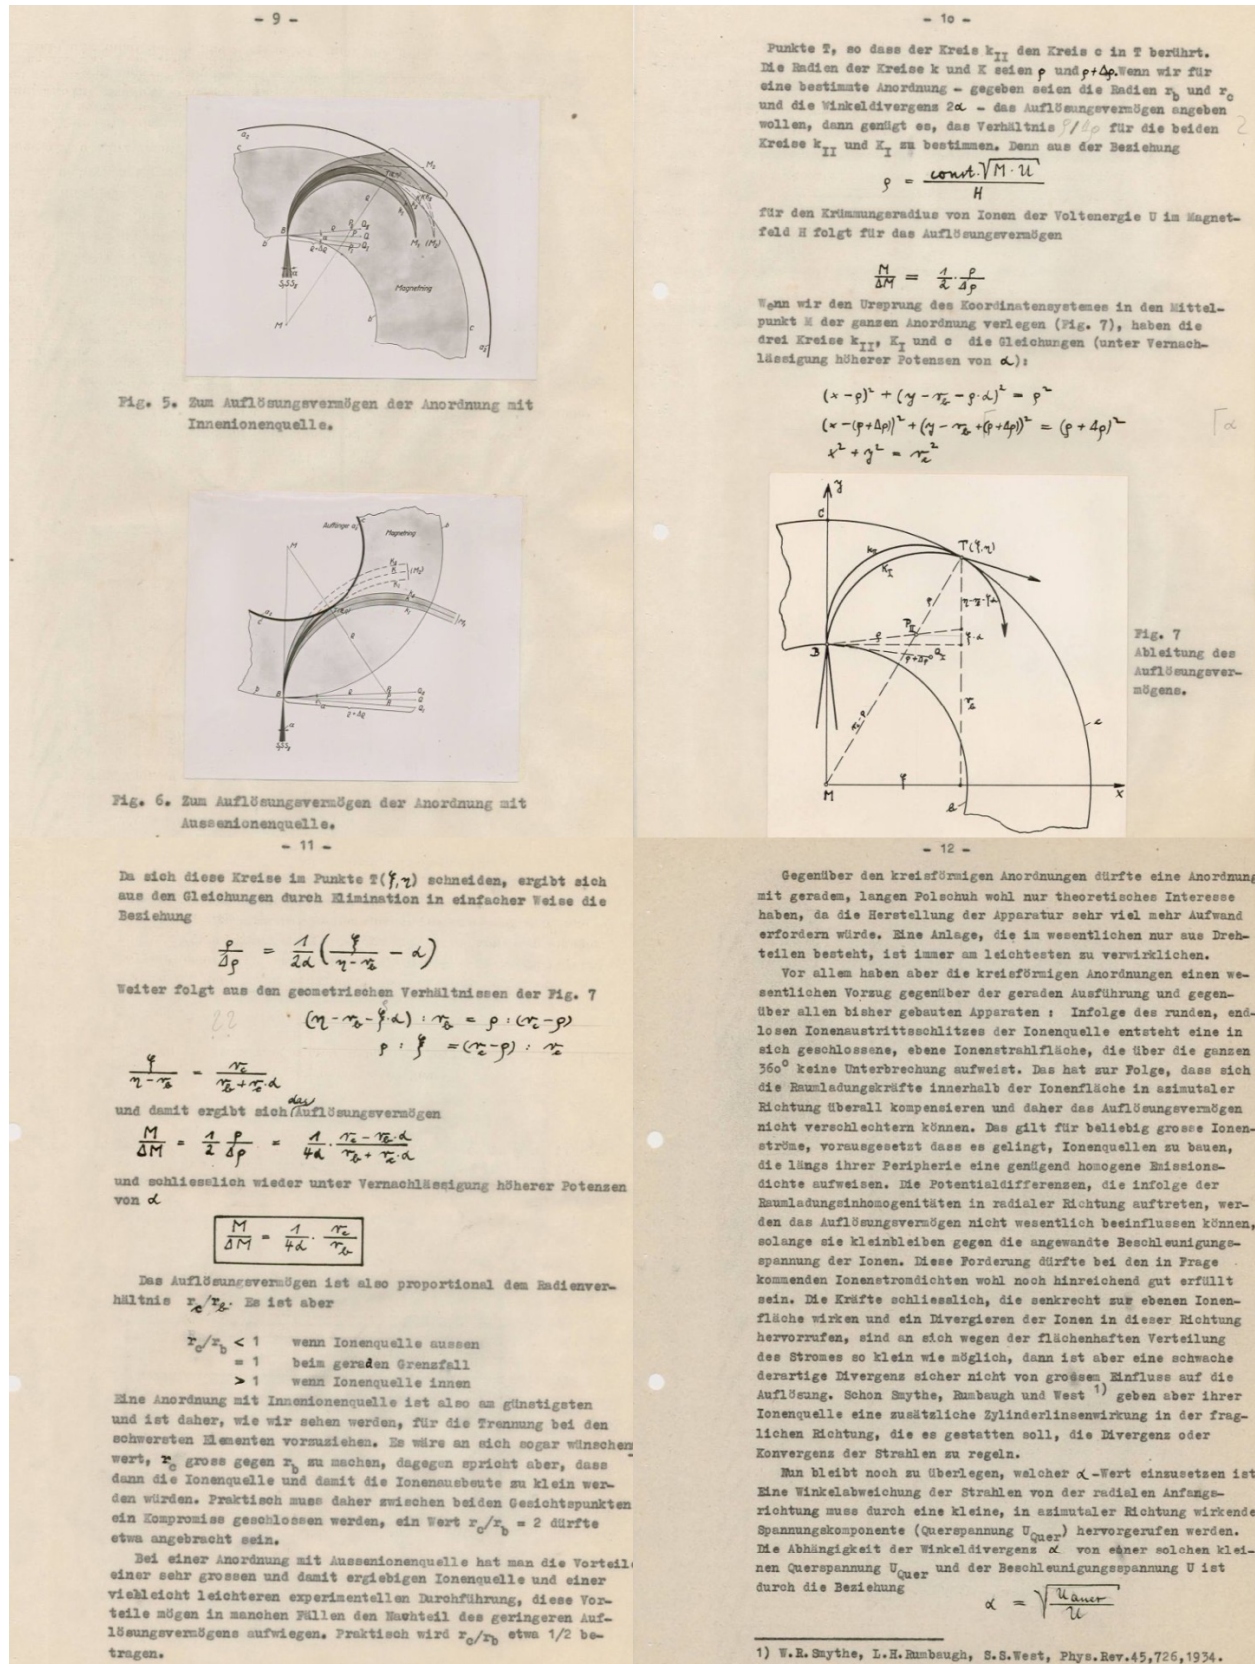 - 9 -
Fig. 5. Zum Auflösungsvermögen der Anordnung mit
Innenionenquelle.
Fig. 6. Zum Auflösungsvermögen der Anordnung mit
Aussenionenquelle.
- 10 -
Punkte T, so dass der Kreis k_II den Kreis c in T berührt.
Die Radien der Kreise k und K seien ρ und ρ+Δρ. Wenn wir für
eine bestimmte Anordnung - gegeben seien die Radien r_b und r_c
und die Winkeldivergenz 2α - das Auflösungsvermögen angeben
wollen, dann genügt es, das Verhältnis ρ/Δρ für die beiden
Kreise k_II und K_I zu bestimmen. Denn aus der Beziehung
ρ = const.√(M·U) / H
für den Krümmungsradius von Ionen der Voltenergie U im Magnet-
feld H folgt für das Auflösungsvermögen
M/ΔM = 1/2 · ρ/Δρ
Wenn wir den Ursprung des Koordinatensystemes in den Mittel-
punkt M der ganzen Anordnung verlegen (Fig. 7), haben die
drei Kreise k_II, K_I und c die Gleichungen (unter Vernach-
lässigung höherer Potenzen von α):
(x-ρ)² + (y - r_b - ρ·α)² = ρ²
(x-(ρ+Δρ))² + (y - r_b + (ρ+Δρ))² = (ρ+Δρ)²
⌈α
x² + y² = r_c²
Fig. 7
Ableitung des
Auflösungsver-
mögens.
- 11 -
Da sich diese Kreise im Punkte T(ξ,η) schneiden, ergibt sich
aus den Gleichungen durch Elimination in einfacher Weise die
Beziehung
ρ/Δρ = 1/2α (ξ/(η-r_b) - α)
Weiter folgt aus den geometrischen Verhältnissen der Fig. 7
?? (η - r_b - ξ·α) : r_b = ρ : (r_c-ρ)
ρ : ξ = (r_c-ρ) : r_c
ξ/(η-r_b) = r_c/(r_b+r_c·α)
und damit ergibt sich das Auflösungsvermögen
M/ΔM = 1/2 ρ/Δρ = 1/4α · (r_c - r_b·α)/(r_b + r_c·α)
und schliesslich wieder unter Vernachlässigung höherer Potenzen
von α
M/ΔM = 1/4α · r_c/r_b
Das Auflösungsvermögen ist also proportional dem Radienver-
hältnis r_c/r_b. Es ist aber
r_c/r_b < 1 wenn Ionenquelle aussen
= 1 beim geraden Grenzfall
> 1 wenn Ionenquelle innen
Eine Anordnung mit Innenionenquelle ist also am günstigsten
und ist daher, wie wir sehen werden, für die Trennung bei den
schwersten Elementen vorzuziehen. Es wäre an sich sogar wünschen
wert, r_c gross gegen r_b zu machen, dagegen spricht aber, dass
dann die Ionenquelle und damit die Ionenausbeute zu klein wer-
den würden. Praktisch muss daher zwischen beiden Gesichtspunkten
ein Kompromiss geschlossen werden, ein Wert r_c/r_b = 2 dürfte
etwa angebracht sein.
Bei einer Anordnung mit Aussenionenquelle hat man die Vorteile
einer sehr grossen und damit ergiebigen Ionenquelle und einer
vielleicht leichteren experimentellen Durchführung, diese Vor-
teile mögen in manchen Fällen den Nachteil des geringeren Auf-
lösungsvermögens aufwiegen. Praktisch wird r_c/r_b etwa 1/2 be-
tragen.
- 12 -
Gegenüber den kreisförmigen Anordnungen dürfte eine Anordnung
mit geradem, langen Polschuh wohl nur theoretisches Interesse
haben, da die Herstellung der Apparatur sehr viel mehr Aufwand
erfordern würde. Eine Anlage, die im wesentlichen nur aus Dreh-
teilen besteht, ist immer am leichtesten zu verwirklichen.
Vor allem haben aber die kreisförmigen Anordnungen einen we-
sentlichen Vorzug gegenüber der geraden Ausführung und gegen-
über allen bisher gebauten Apparaten : Infolge des runden, end-
losen Ionenaustrittsschlitzes der Ionenquelle entsteht eine in
sich geschlossene, ebene Ionenstrahlfläche, die über die ganzen
360° keine Unterbrechung aufweist. Das hat zur Folge, dass sich
die Raumladungskräfte innerhalb der Ionenfläche in azimutaler
Richtung überall kompensieren und daher das Auflösungsvermögen
nicht verschlechtern können. Das gilt für beliebig grosse Ionen-
ströme, vorausgesetzt dass es gelingt, Ionenquellen zu bauen,
die längs ihrer Peripherie eine genügend homogene Emissions-
dichte aufweisen. Die Potentialdifferenzen, die infolge der
Raumladungsinhomogenitäten in radialer Richtung auftreten, wer-
den das Auflösungsvermögen nicht wesentlich beeinflussen können,
solange sie kleinbleiben gegen die angewandte Beschleunigungs-
spannung der Ionen. Diese Forderung dürfte bei den in Frage
kommenden Ionenstromdichten wohl noch hinreichend gut erfüllt
sein. Die Kräfte schliesslich, die senkrecht zur ebenen Ionen-
fläche wirken und ein Divergieren der Ionen in dieser Richtung
hervorrufen, sind an sich wegen der flächenhaften Verteilung
des Stromes so klein wie möglich, dann ist aber eine schwache
derartige Divergenz sicher nicht von grossem Einfluss auf die
Auflösung. Schon Smythe, Rumbaugh und West 1) geben aber ihrer
Ionenquelle eine zusätzliche Zylinderlinsenwirkung in der frag-
lichen Richtung, die es gestatten soll, die Divergenz oder
Konvergenz der Strahlen zu regeln.
Nun bleibt noch zu überlegen, welcher α-Wert einzusetzen ist
Eine Winkelabweichung der Strahlen von der radialen Anfangs-
richtung muss durch eine kleine, in azimutaler Richtung wirkende
Spannungskomponente (Querspannung U_Quer) hervorgerufen werden.
Die Abhängigkeit der Winkeldivergenz α von einer solchen klei-
nen Querspannung U_Quer und der Beschleunigungsspannung U ist
durch die Beziehung
α = √(U_quer/U)
1) W.R.Smythe, L.H.Rumbaugh, S.S.West, Phys.Rev.45,726,1934.